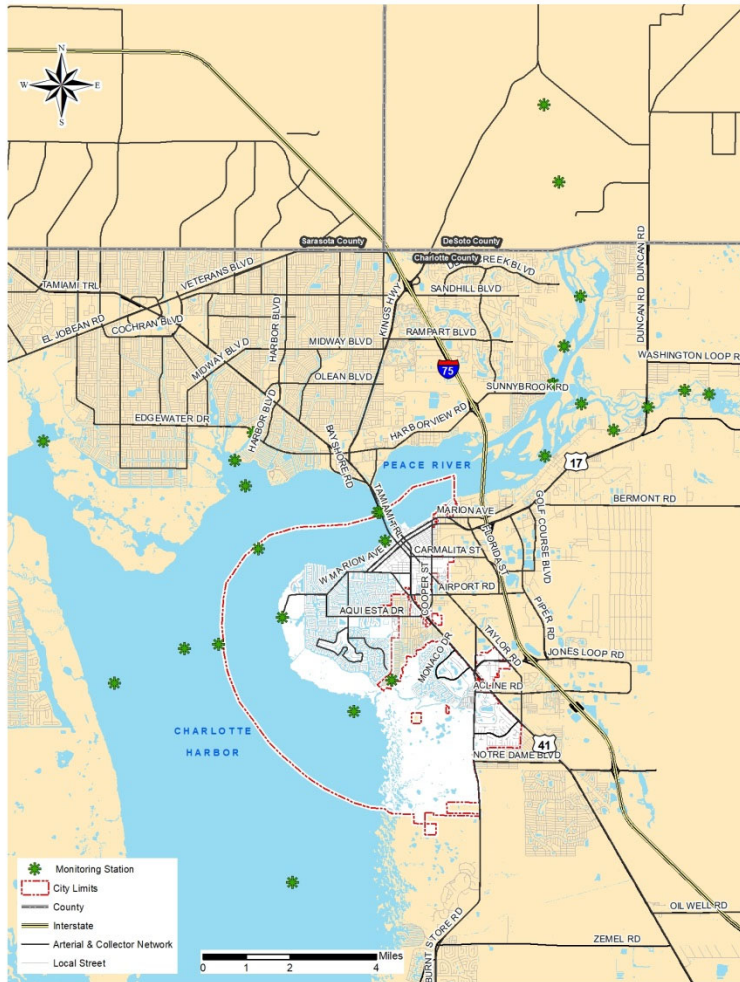 N
W E
S
Sarasota County
DeSoto County
Charlotte County
CREEK BLVD
TAMIAMI TRL
VETERANS BLVD
SANDHILL BLVD
KINGS HWY
DUNCAN RD
DUNCAN RD
EL JOBEAN RD
COCHRAN BLVD
HARBOR BLVD
MIDWAY BLVD
MIDWAY BLVD
RAMPART BLVD
WASHINGTON LOOP R
75
OLEAN BLVD
SUNNYBROOK RD
EDGEWATER DR
HARBOR BLVD
HARBORVIEW RD
BAYSHORE RD
PEACE RIVER
17
TAMIAMI TRL
BERMONT RD
MARION AVE
W MARION AVE
FLORIDA ST
GOLF COURSE BLVD
CARMALITA ST
COOPER ST
AIRPORT RD
AQUI ESTA DR
PIPER RD
MONACO DR
TAYLOR RD
JONES LOOP RD
ACLINE RD
CHARLOTTE
HARBOR
41
NOTRE DAME BLVD
Monitoring Station
City Limits
County
Interstate
Arterial & Collector Network
Local Street
Miles
0 1 2 4
OIL WELL RD
ZEMEL RD
BURNT STORE RD